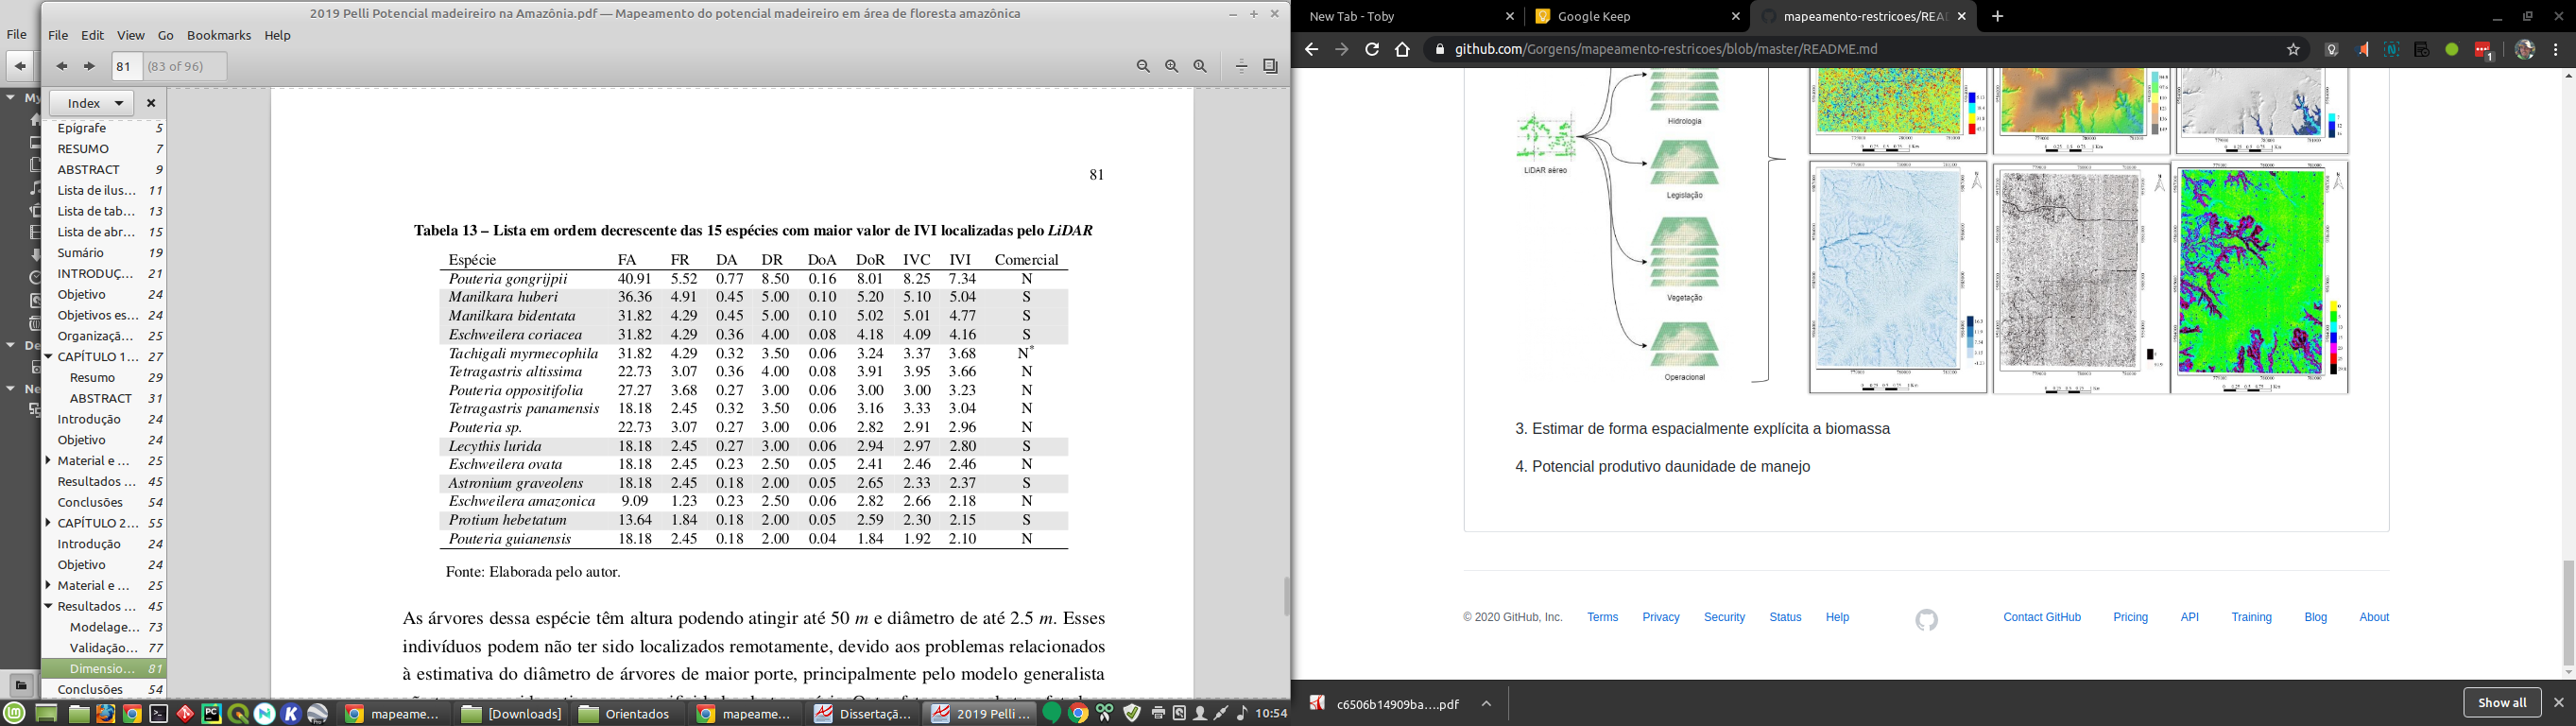 2019 Pelli Potencial madeireiro na Amazônia.pdf — Mapeamento do potencial madeireiro em área de floresta amazônica
File
File Edit View Go Bookmarks Help
81 (83 of 96)
Index
Epígrafe 5
RESUMO 7
ABSTRACT 9
Lista de ilus... 11
Lista de tab... 13
Lista de abr... 15
Sumário 19
INTRODUÇ... 21
Objetivo 24
Objetivos es... 24
Organizaçã... 25
CAPÍTULO 1... 27
Resumo 29
ABSTRACT 31
Introdução 24
Objetivo 24
Material e ... 25
Resultados ... 45
Conclusões 54
CAPÍTULO 2... 55
Introdução 24
Objetivo 24
Material e ... 25
Resultados ... 45
Modelage... 73
Validação... 77
Dimensio... 81
Conclusões 54
My
De
Ne
81
Tabela 13 – Lista em ordem decrescente das 15 espécies com maior valor de IVI localizadas pelo LiDAR
Espécie FA FR DA DR DoA DoR IVC IVI Comercial
Pouteria gongrijpii 40.91 5.52 0.77 8.50 0.16 8.01 8.25 7.34 N
Manilkara huberi 36.36 4.91 0.45 5.00 0.10 5.20 5.10 5.04 S
Manilkara bidentata 31.82 4.29 0.45 5.00 0.10 5.02 5.01 4.77 S
Eschweilera coriacea 31.82 4.29 0.36 4.00 0.08 4.18 4.09 4.16 S
Tachigali myrmecophila 31.82 4.29 0.32 3.50 0.06 3.24 3.37 3.68 N*
Tetragastris altissima 22.73 3.07 0.36 4.00 0.08 3.91 3.95 3.66 N
Pouteria oppositifolia 27.27 3.68 0.27 3.00 0.06 3.00 3.00 3.23 N
Tetragastris panamensis 18.18 2.45 0.32 3.50 0.06 3.16 3.33 3.04 N
Pouteria sp. 22.73 3.07 0.27 3.00 0.06 2.82 2.91 2.96 N
Lecythis lurida 18.18 2.45 0.27 3.00 0.06 2.94 2.97 2.80 S
Eschweilera ovata 18.18 2.45 0.23 2.50 0.05 2.41 2.46 2.46 N
Astronium graveolens 18.18 2.45 0.18 2.00 0.05 2.65 2.33 2.37 S
Eschweilera amazonica 9.09 1.23 0.23 2.50 0.06 2.82 2.66 2.18 N
Protium hebetatum 13.64 1.84 0.18 2.00 0.05 2.59 2.30 2.15 S
Pouteria guianensis 18.18 2.45 0.18 2.00 0.04 1.84 1.92 2.10 N
Fonte: Elaborada pelo autor.
As árvores dessa espécie têm altura podendo atingir até 50 m e diâmetro de até 2.5 m. Esses
indivíduos podem não ter sido localizados remotamente, devido aos problemas relacionados
à estimativa do diâmetro de árvores de maior porte, principalmente pelo modelo generalista
mapeame... [Downloads] Orientados mapeame... Dissertaçã... 2019 Pelli ... 10:54
New Tab - Toby Google Keep mapeamento-restricoes/REA
github.com/Gorgens/mapeamento-restricoes/blob/master/README.md
LiDAR aéreo
Hidrologia
Legislação
Vegetação
Operacional
3. Estimar de forma espacialmente explícita a biomassa
4. Potencial produtivo daunidade de manejo
© 2020 GitHub, Inc. Terms Privacy Security Status Help Contact GitHub Pricing API Training Blog About
c6506b14909ba....pdf
Show all